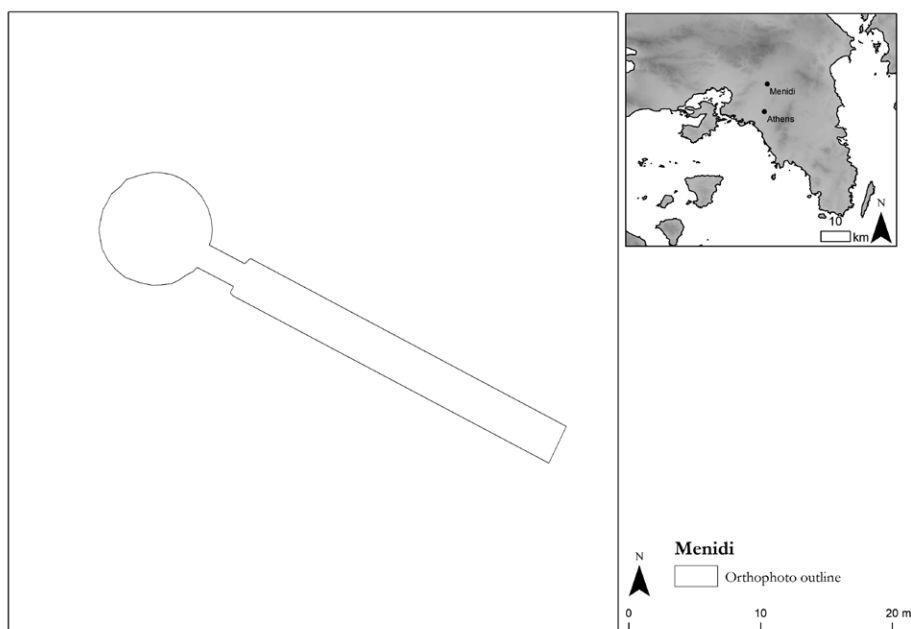 Menidi
Athens
N
10
km
N
Menidi
Orthophoto outline
0 10 20 m